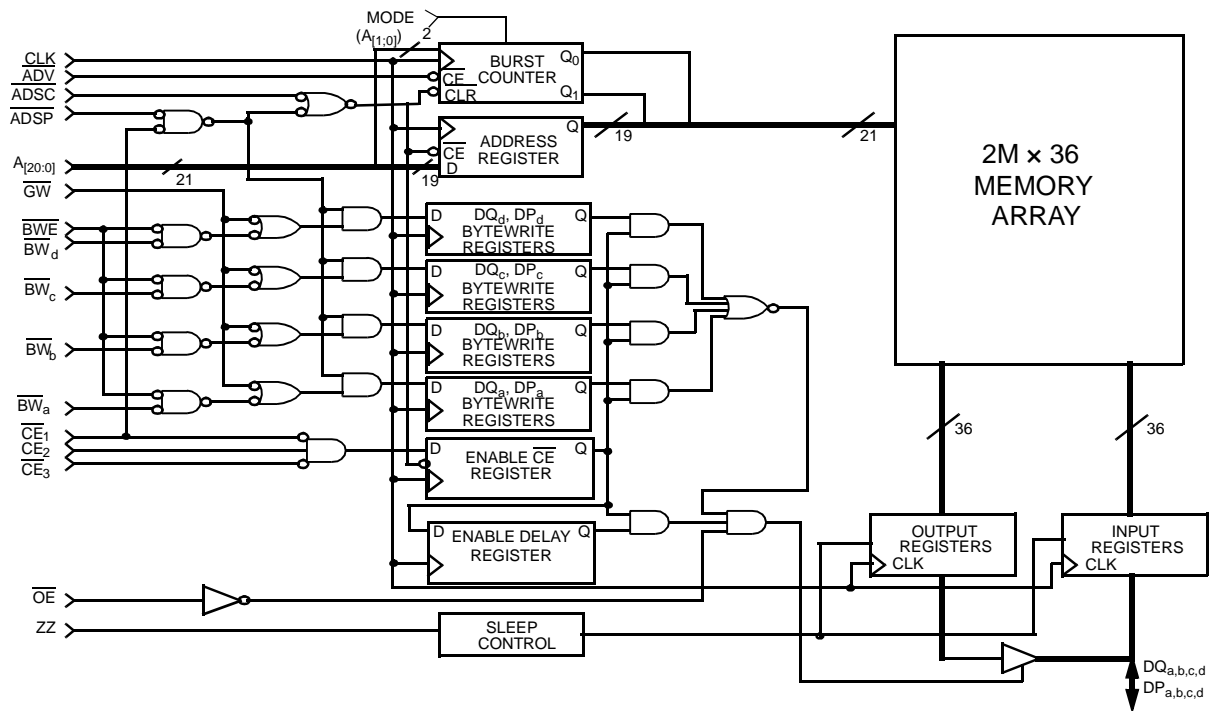 MODE
(A[1;0])
2
CLK
ADV
ADSC
ADSP
A[20:0]
21
GW
BWE
BWd
BWc
BWb
BWa
CE1
CE2
CE3
OE
ZZ
BURST
COUNTER
CE
CLR
Q0
Q1
ADDRESS
REGISTER
CE
D
Q
19
19
21
2M × 36
MEMORY
ARRAY
D
DQd, DPd
BYTEWRITE
REGISTERS
Q
D
DQc, DPc
BYTEWRITE
REGISTERS
Q
D
DQb, DPb
BYTEWRITE
REGISTERS
Q
D
DQa, DPa
BYTEWRITE
REGISTERS
Q
D
ENABLE CE
REGISTER
Q
D
ENABLE DELAY
REGISTER
Q
36
36
OUTPUT
REGISTERS
CLK
INPUT
REGISTERS
CLK
SLEEP
CONTROL
DQa,b,c,d
DPa,b,c,d